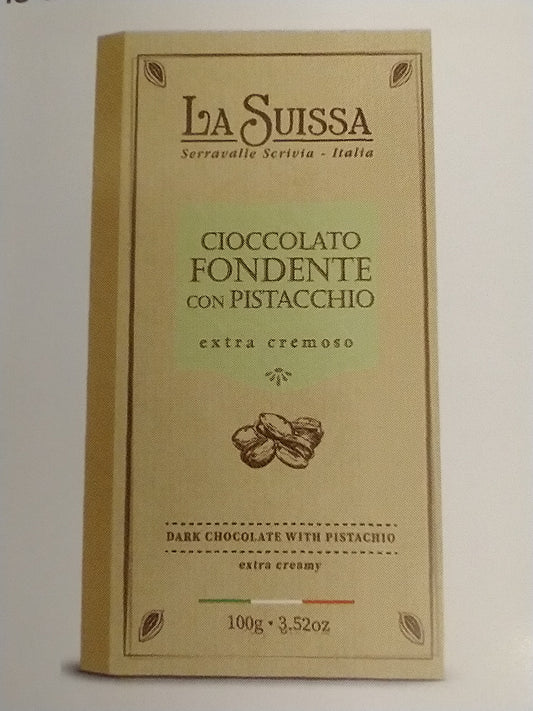 LA SUISSA
Serravalle Scrivia - Italia
CIOCCOLATO
FONDENTE
CON PISTACCHIO
extra cremoso
DARK CHOCOLATE WITH PISTACHIO
extra creamy
100g • 3.52oz